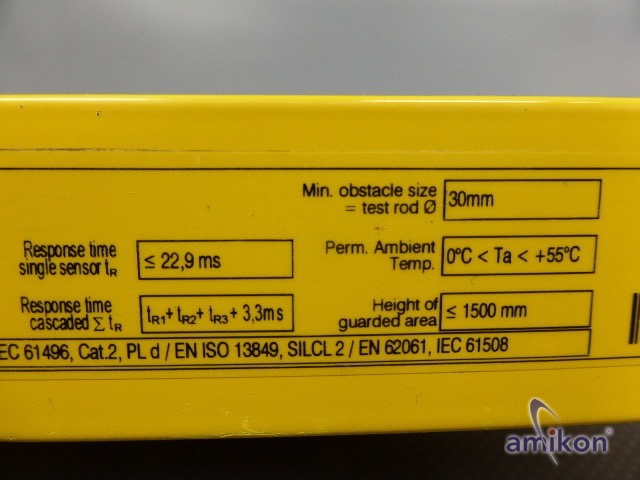 Min. obstacle size
= test rod Ø
30mm
Response time
single sensor tR
≤ 22,9 ms
Perm. Ambient
Temp.
0°C < Ta < +55°C
Response time
cascaded Σ tR
tR1+ tR2+ tR3+ 3,3ms
Height of
guarded area
≤ 1500 mm
EC 61496, Cat.2, PL d / EN ISO 13849, SILCL 2 / EN 62061, IEC 61508
amikon